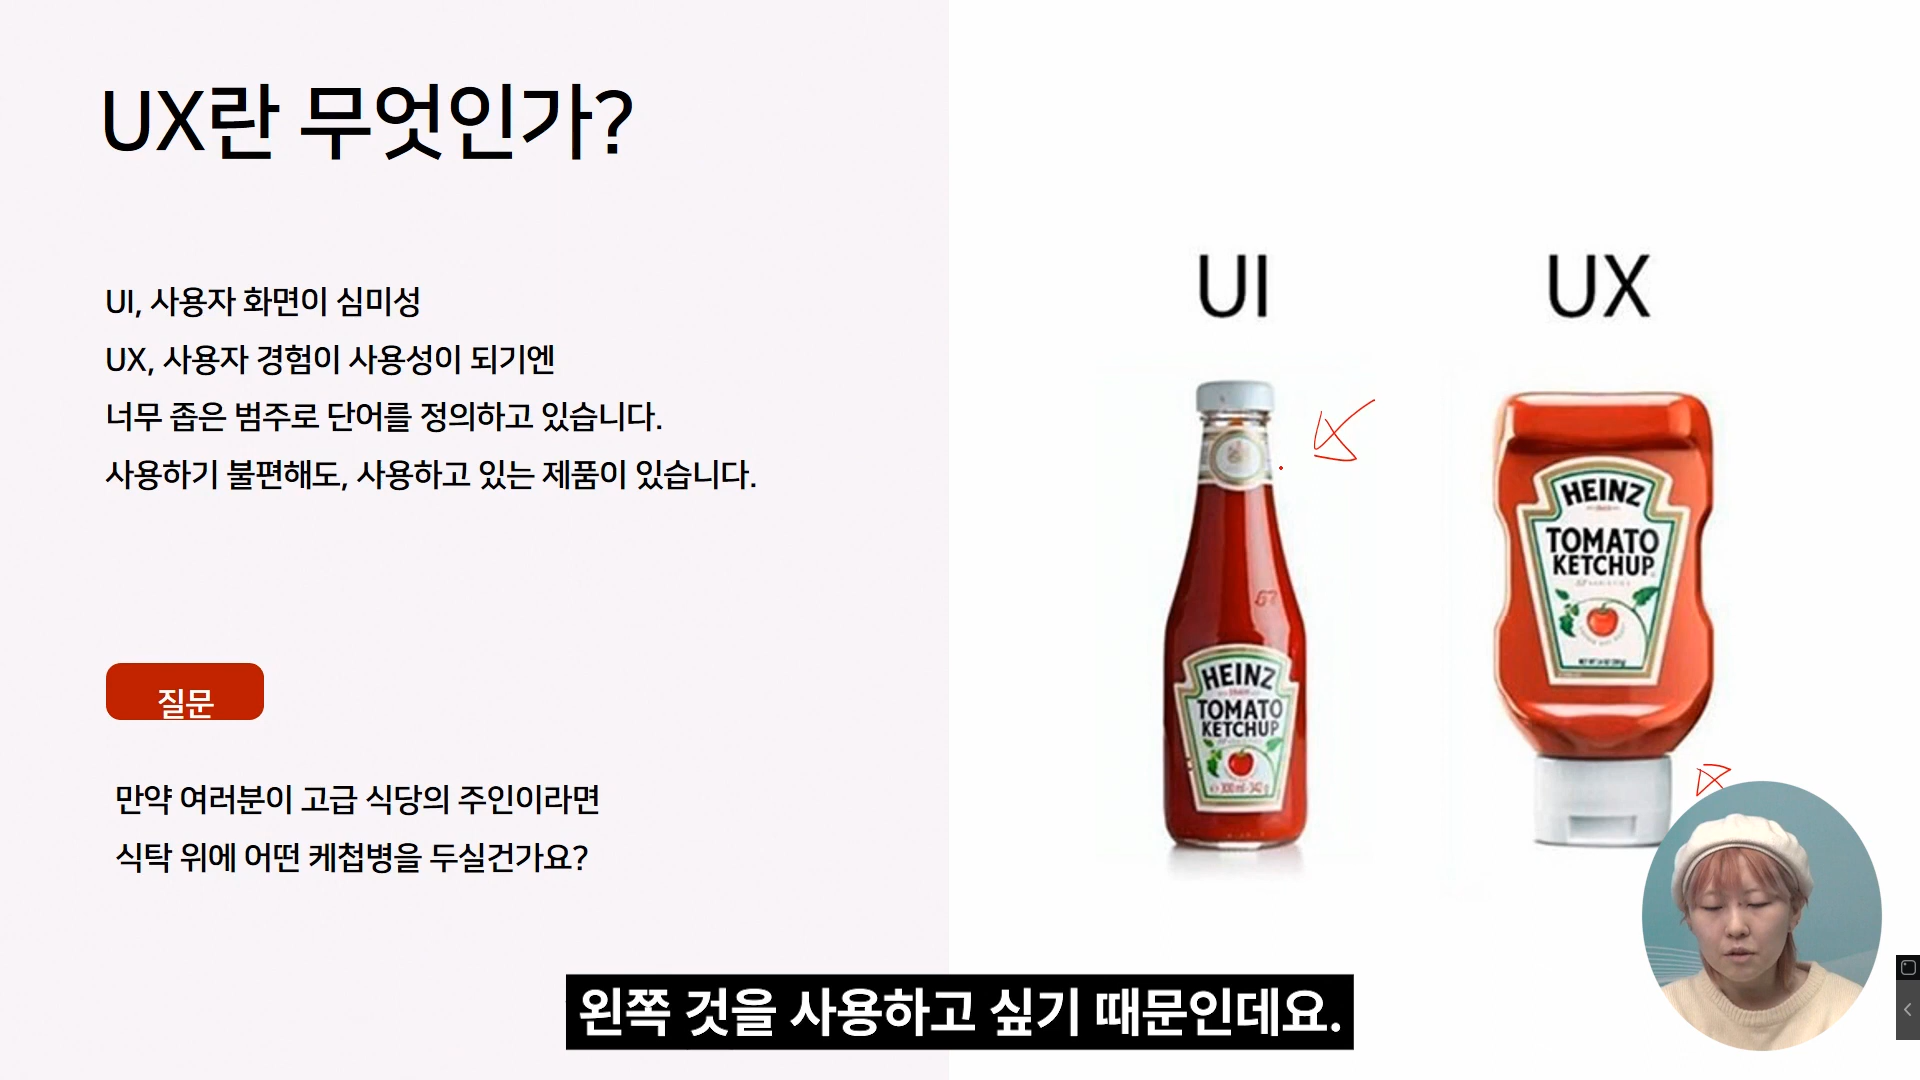 UX란 무엇인가?
UI, 사용자 화면이 심미성
UX, 사용자 경험이 사용성이 되기엔
너무 좁은 범주로 단어를 정의하고 있습니다.
사용하기 불편해도, 사용하고 있는 제품이 있습니다.
질문
만약 여러분이 고급 식당의 주인이라면
식탁 위에 어떤 케첩병을 두실건가요?
UI
UX
57
HEINZ
TOMATO
KETCHUP
HEINZ
TOMATO
KETCHUP
왼쪽 것을 사용하고 싶기 때문인데요.